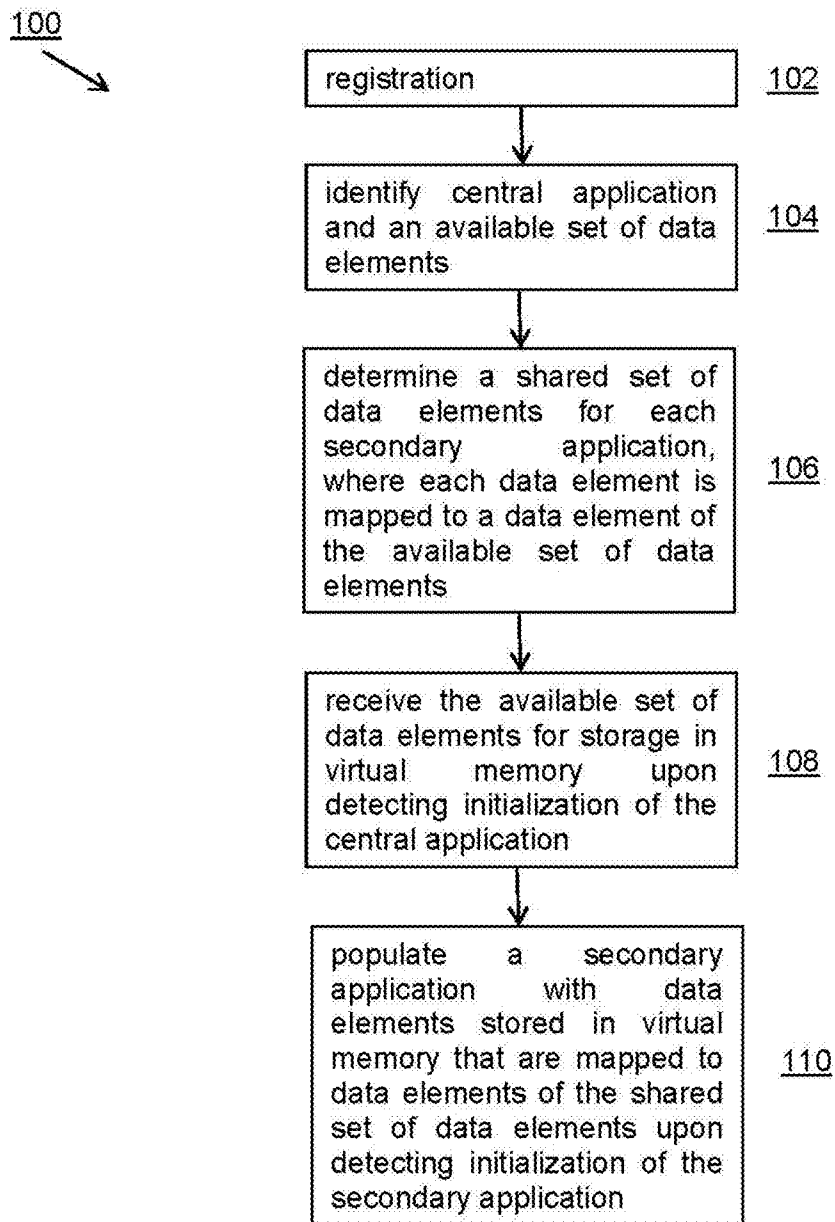 100
registration
102
identify central application
and an available set of data
elements
104
determine a shared set of
data elements for each
secondary application,
where each data element is
mapped to a data element of
the available set of data
elements
106
receive the available set of
data elements for storage in
virtual memory upon
detecting initialization of the
central application
108
populate a secondary
application with data
elements stored in virtual
memory that are mapped to
data elements of the shared
set of data elements upon
detecting initialization of the
secondary application
110